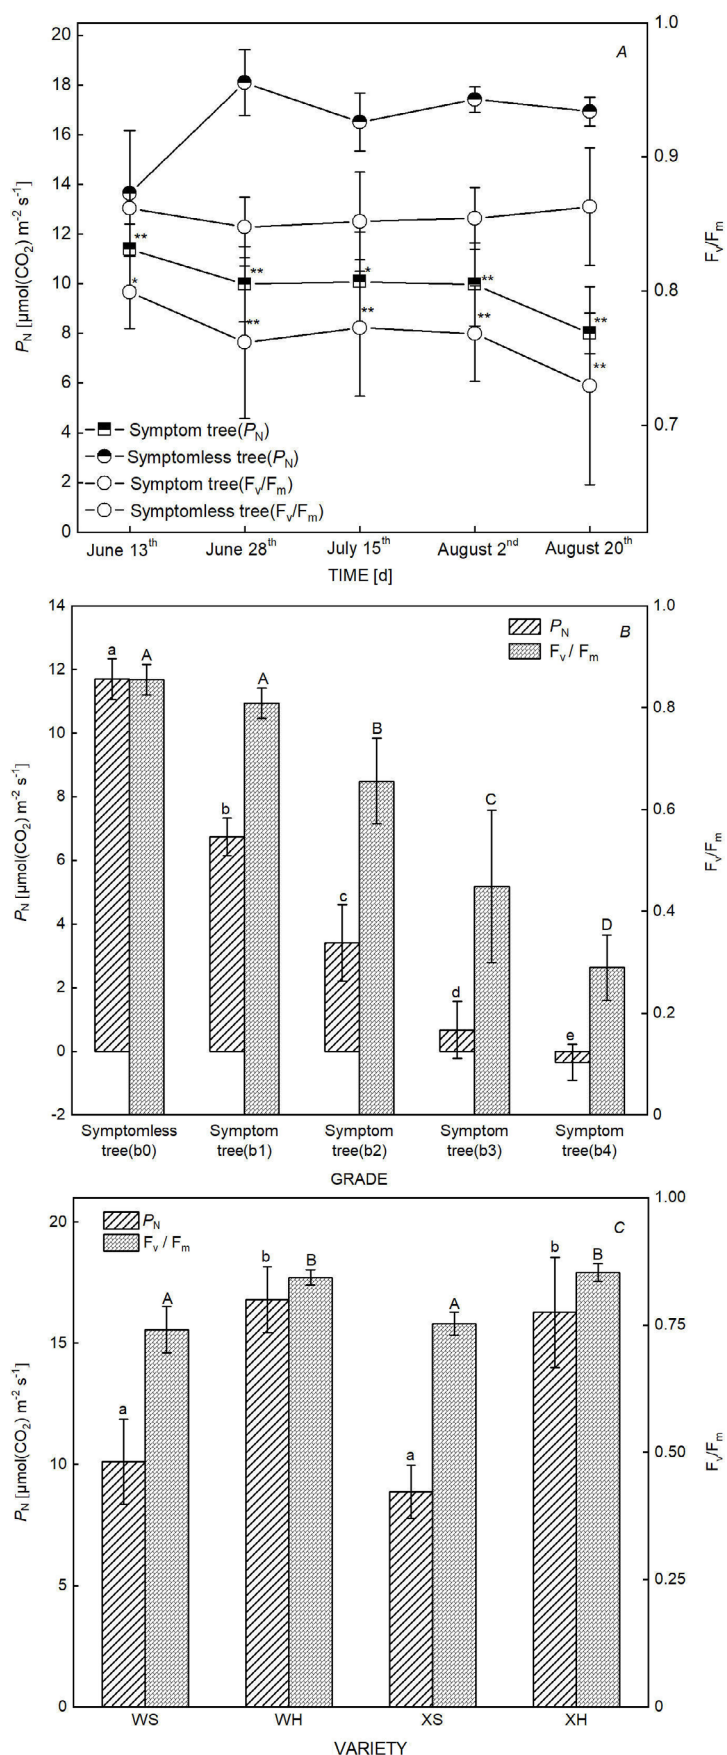 A
20
18
16
14
12
10
8
6
4
2
0
P_N [µmol(CO₂) m⁻² s⁻¹]
1.0
0.9
0.8
0.7
F_v/F_m
** ** * ** **
* ** ** ** **
Symptom tree(P_N)
Symptomless tree(P_N)
Symptom tree(F_v/F_m)
Symptomless tree(F_v/F_m)
June 13ᵗʰ June 28ᵗʰ July 15ᵗʰ August 2ⁿᵈ August 20ᵗʰ
TIME [d]
B
14
12
10
8
6
4
2
0
-2
P_N [µmol(CO₂) m⁻² s⁻¹]
1.0
0.8
0.6
0.4
0.2
0
F_v/F_m
P_N
F_v / F_m
a A
b A
c B
d C
e D
Symptomless tree(b0)
Symptom tree(b1)
Symptom tree(b2)
Symptom tree(b3)
Symptom tree(b4)
GRADE
C
20
15
10
5
0
P_N [µmol(CO₂) m⁻² s⁻¹]
1.00
0.75
0.50
0.25
0
F_v/F_m
P_N
F_v / F_m
a A
b B
a A
b B
WS WH XS XH
VARIETY